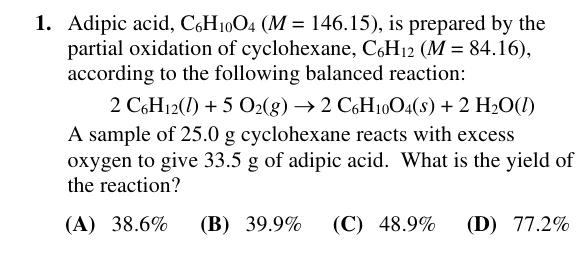 1. Adipic acid, C₆H₁₀O₄ (M = 146.15), is prepared by the
partial oxidation of cyclohexane, C₆H₁₂ (M = 84.16),
according to the following balanced reaction:
2 C₆H₁₂(l) + 5 O₂(g) → 2 C₆H₁₀O₄(s) + 2 H₂O(l)
A sample of 25.0 g cyclohexane reacts with excess
oxygen to give 33.5 g of adipic acid. What is the yield of
the reaction?
(A) 38.6% (B) 39.9% (C) 48.9% (D) 77.2%